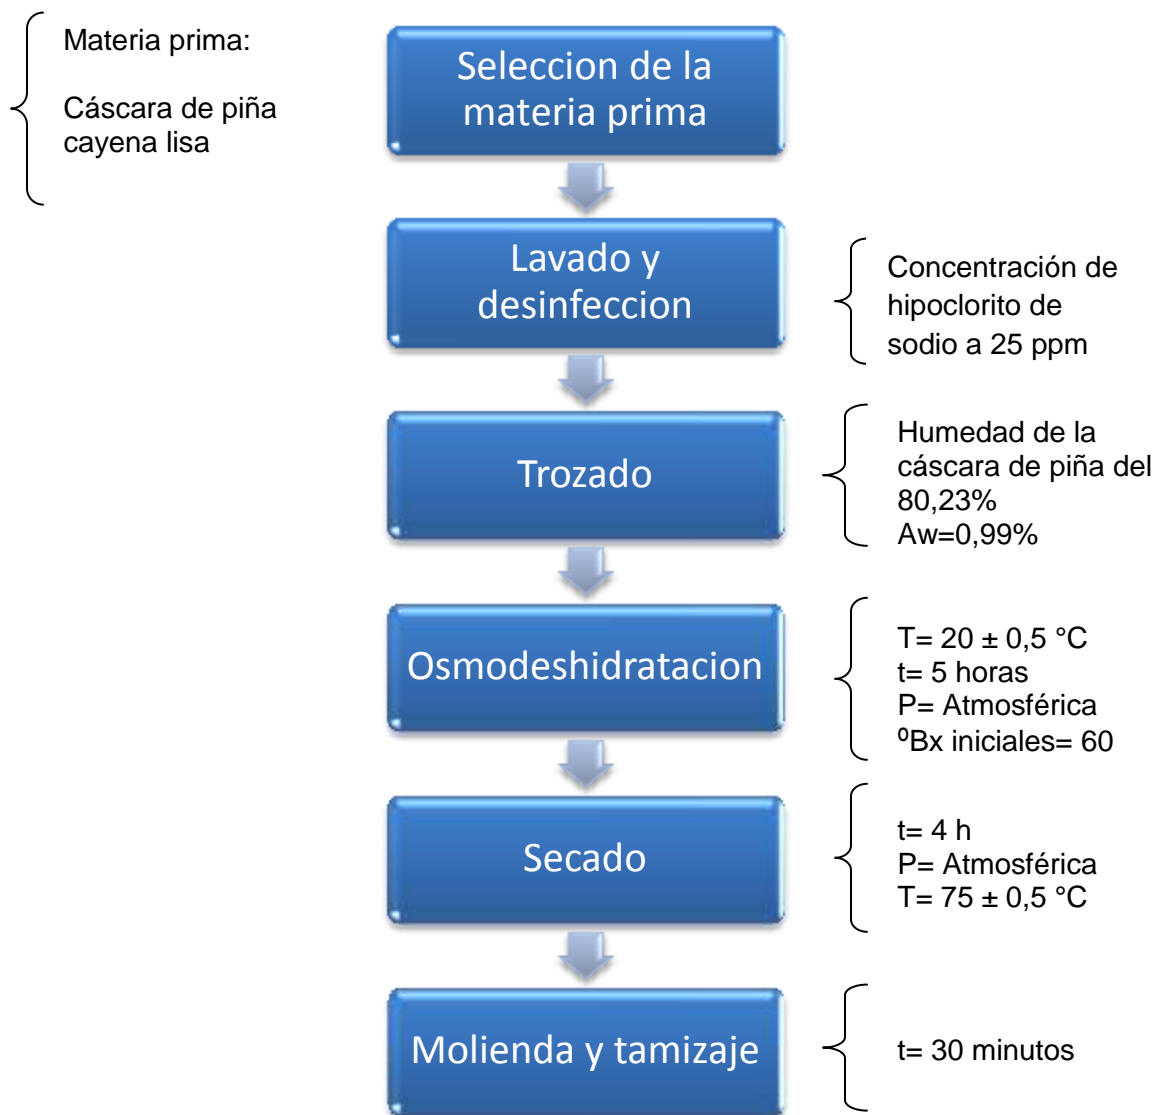 Materia prima:
Cáscara de piña
cayena lisa
Seleccion de la
materia prima
Lavado y
desinfeccion
Concentración de
hipoclorito de
sodio a 25 ppm
Trozado
Humedad de la
cáscara de piña del
80,23%
Aw=0,99%
Osmodeshidratacion
T= 20 ± 0,5 °C
t= 5 horas
P= Atmosférica
⁰Bx iniciales= 60
Secado
t= 4 h
P= Atmosférica
T= 75 ± 0,5 °C
Molienda y tamizaje
t= 30 minutos